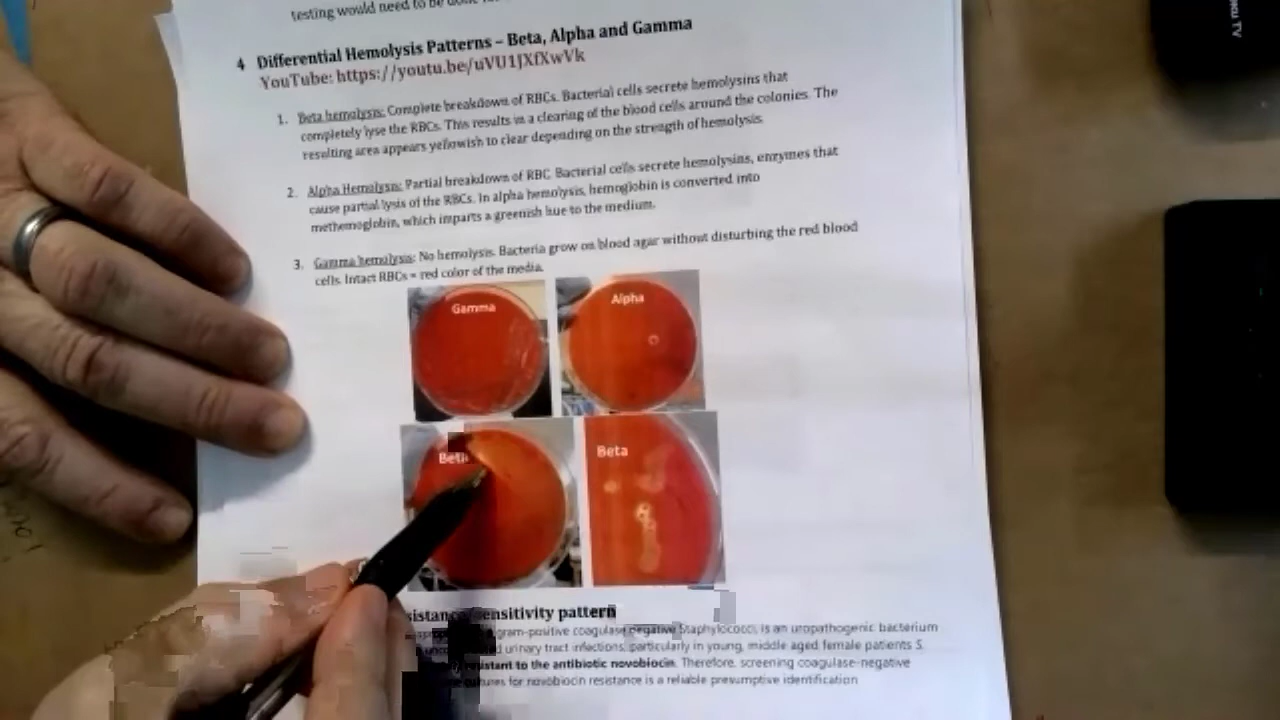 testing would need to be done for
4 Differential Hemolysis Patterns – Beta, Alpha and Gamma
YouTube: https://youtu.be/uVU1JXfXwVk
1. Beta hemolysis: Complete breakdown of RBCs. Bacterial cells secrete hemolysins that
completely lyse the RBCs. This results in a clearing of the blood cells around the colonies. The
resulting area appears yellowish to clear depending on the strength of hemolysis.
2. Alpha Hemolysis: Partial breakdown of RBC. Bacterial cells secrete hemolysins, enzymes that
cause partial lysis of the RBCs. In alpha hemolysis, hemoglobin is converted into
methemoglobin, which imparts a greenish hue to the medium.
3. Gamma hemolysis: No hemolysis. Bacteria grow on blood agar without disturbing the red blood
cells. Intact RBCs = red color of the media.
Gamma
Alpha
Beta
Beta
sistance/sensitivity pattern
gram-positive coagulase negative Staphylococci, is an uropathogenic bacterium
urinary tract infections, particularly in young, middle aged female patients S.
resistant to the antibiotic novobiocin. Therefore, screening coagulase-negative
cultures for novobiocin resistance is a reliable presumptive identification
TV